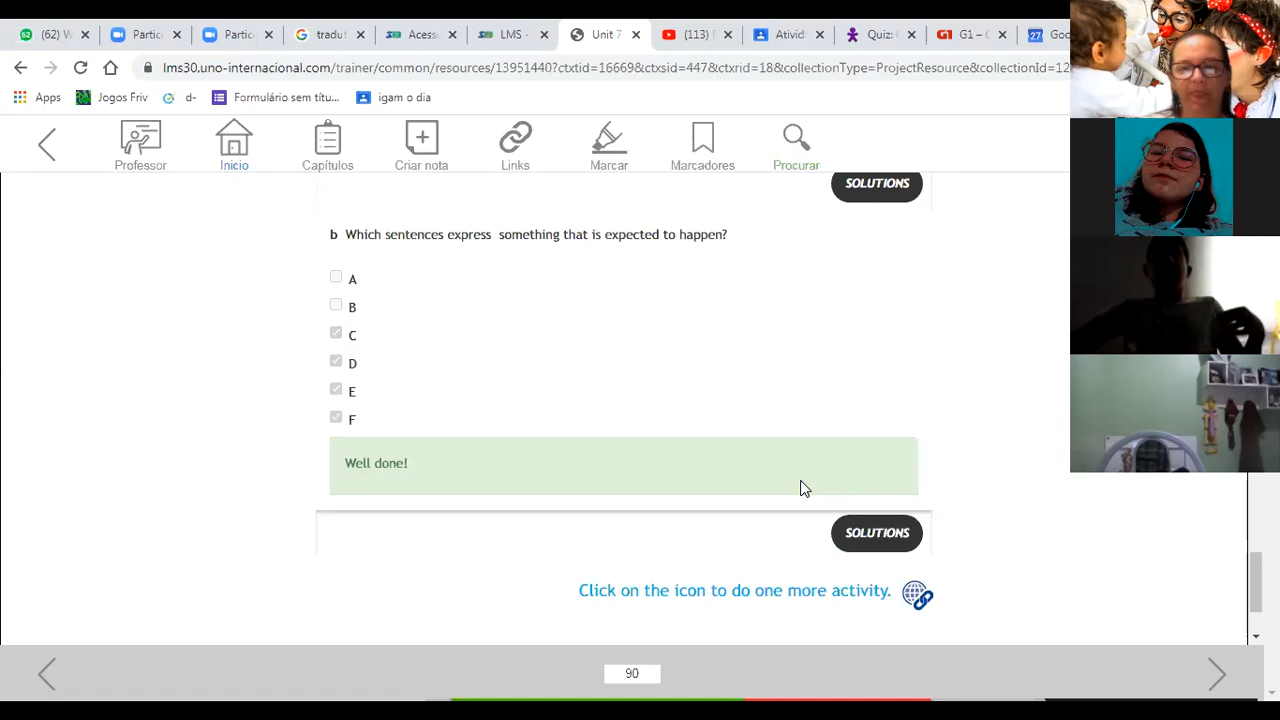 (62) W
Partic
Partic
tradut
Acess
LMS -
Unit 7
(113) F
Ativid
Quiz: 
G1 – 
Goo
lms30.uno-internacional.com/trainer/common/resources/13951440?ctxtid=16669&ctxsid=447&ctxrid=18&collectionType=ProjectResource&collectionId=12
Apps
Jogos Friv
d-
Formulário sem títu...
igam o dia
Professor
Inicio
Capítulos
Criar nota
Links
Marcar
Marcadores
Procurar
SOLUTIONS
b Which sentences express something that is expected to happen?
A
B
C
D
E
F
Well done!
SOLUTIONS
Click on the icon to do one more activity.
90